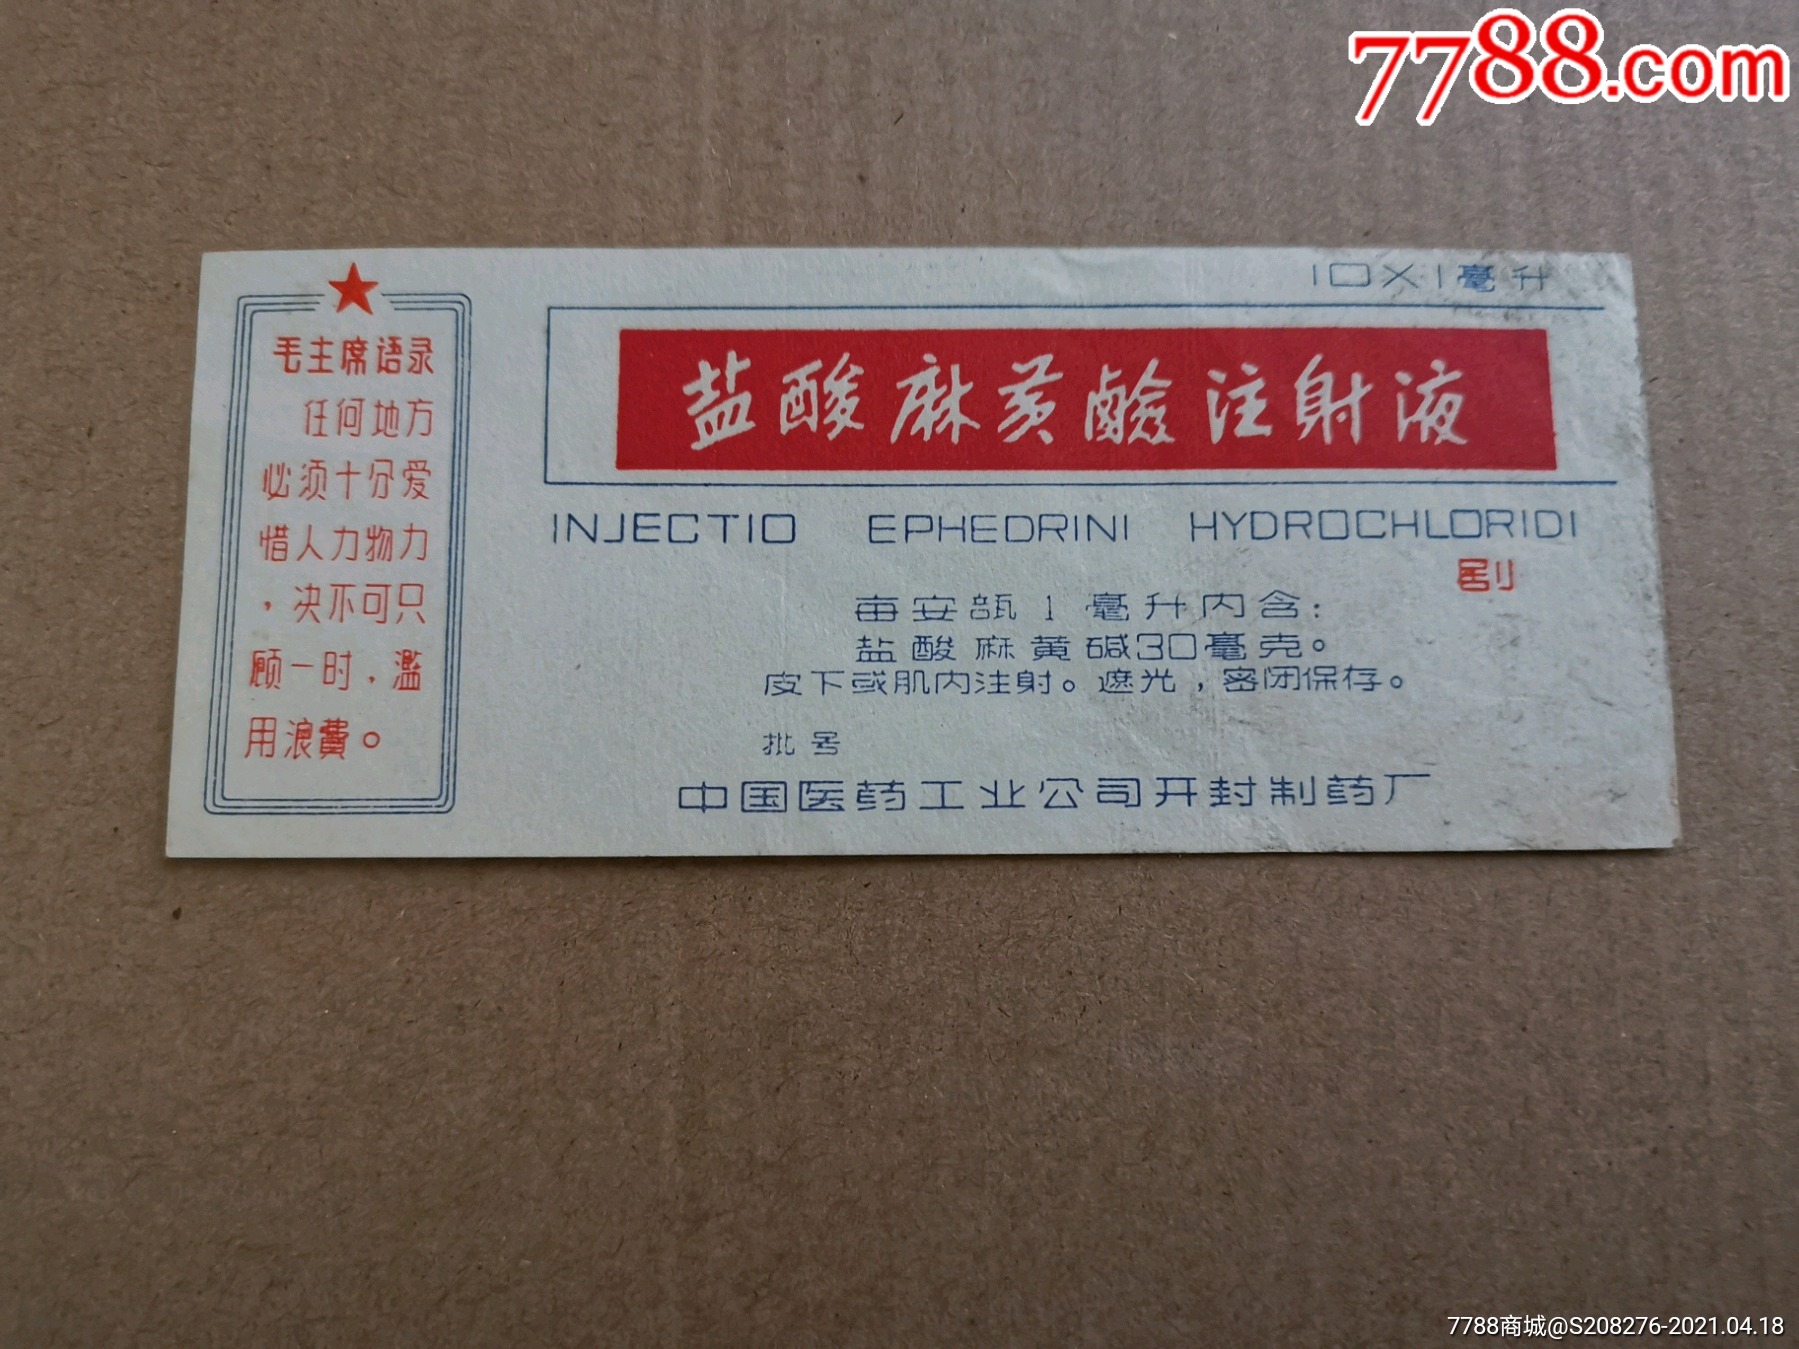 7788.com
毛主席语录
任何地方
必须十分爱
惜人力物力
，决不可只
顾一时，滥
用浪費。
10×1毫升
盐酸麻黄鹼注射液
INJECTIO EPHEDRINI HYDROCHLORIDI
剧
每安瓿1毫升内含：
盐酸麻黄碱30毫克。
皮下或肌内注射。遮光，密闭保存。
批号
中国医药工业公司开封制药厂
7788商城@S208276-2021.04.18